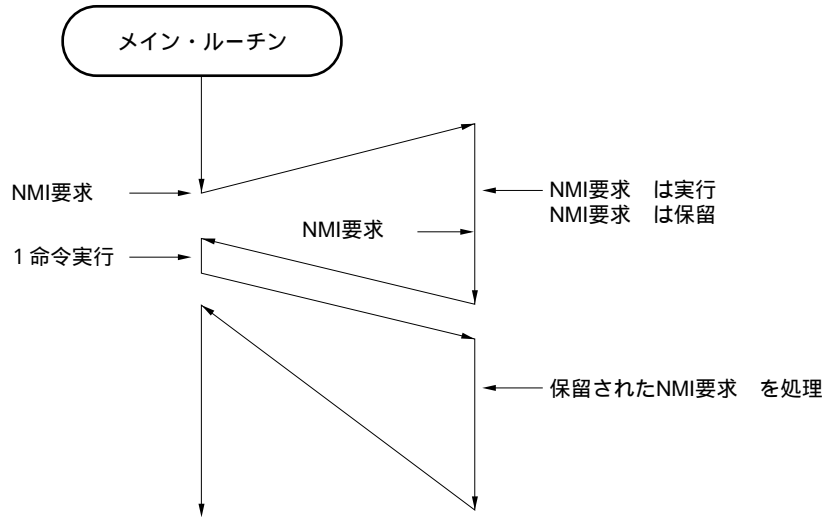 メイン・ルーチン
NMI要求
NMI要求　は実行
NMI要求　は保留
NMI要求
1命令実行
保留されたNMI要求　を処理